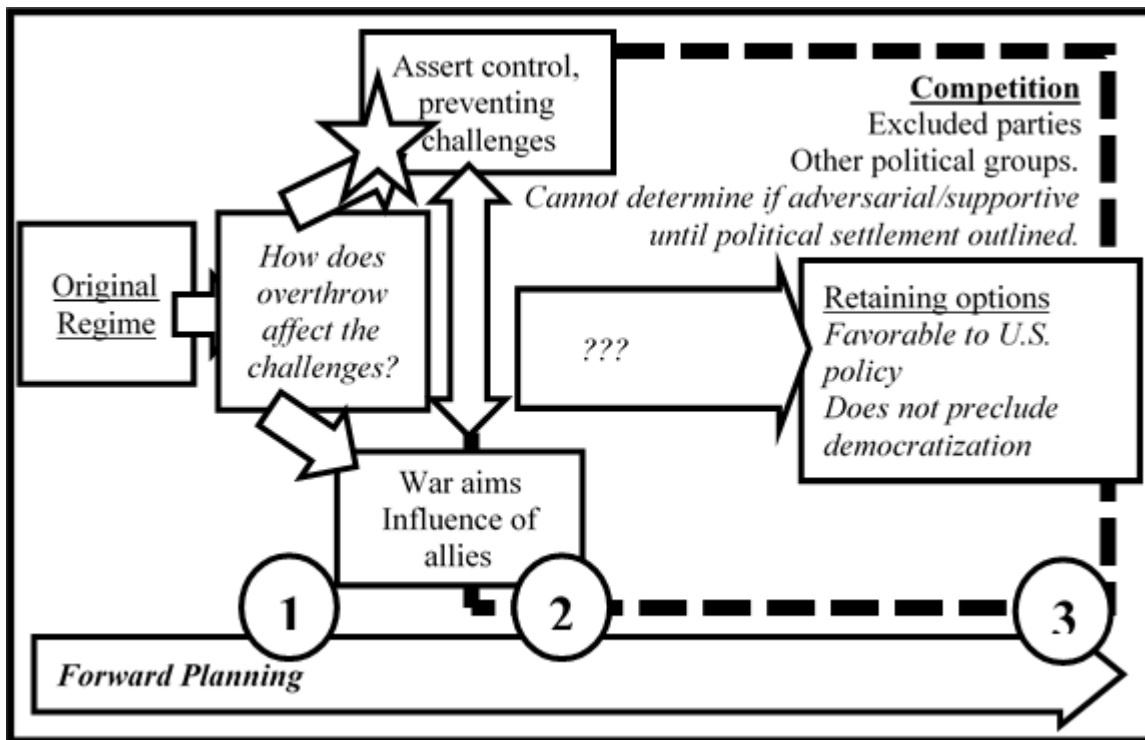 Assert control,
preventing
challenges
Competition
Excluded parties
Other political groups.
Cannot determine if adversarial/supportive
until political settlement outlined.
Original
Regime
How does
overthrow
affect the
challenges?
???
Retaining options
Favorable to U.S.
policy
Does not preclude
democratization
War aims
Influence of
allies
1
2
3
Forward Planning